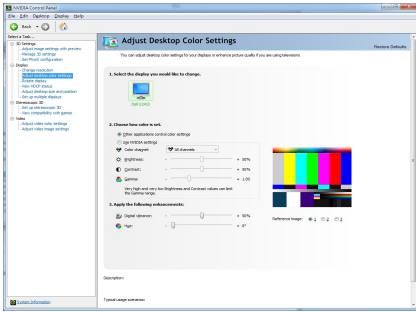 NVIDIA Control Panel
File Edit Desktop Display Help
Back
Select a Task...
3D Settings
Adjust image settings with preview
Manage 3D settings
Set PhysX configuration
Display
Change resolution
Adjust desktop color settings
Rotate display
View HDCP status
Adjust desktop size and position
Set up multiple displays
Stereoscopic 3D
Set up stereoscopic 3D
View compatibility with games
Video
Adjust video color settings
Adjust video image settings
System Information
Adjust Desktop Color Settings
Restore Defaults
You can adjust desktop color settings for your displays to enhance picture quality if you are using televisions.
1. Select the display you would like to change.
2. Choose how color is set.
Other applications control color settings
Use NVIDIA settings
Color channel: All channels
Brightness: - + 50%
Contrast: - + 50%
Gamma: - + 1.00
Very high and very low Brightness and Contrast values can limit
the Gamma range.
3. Apply the following enhancements:
Digital vibrance: - + 50%
Hue: - + 0°
Reference image: 1 2 3
Description:
Typical usage scenarios: